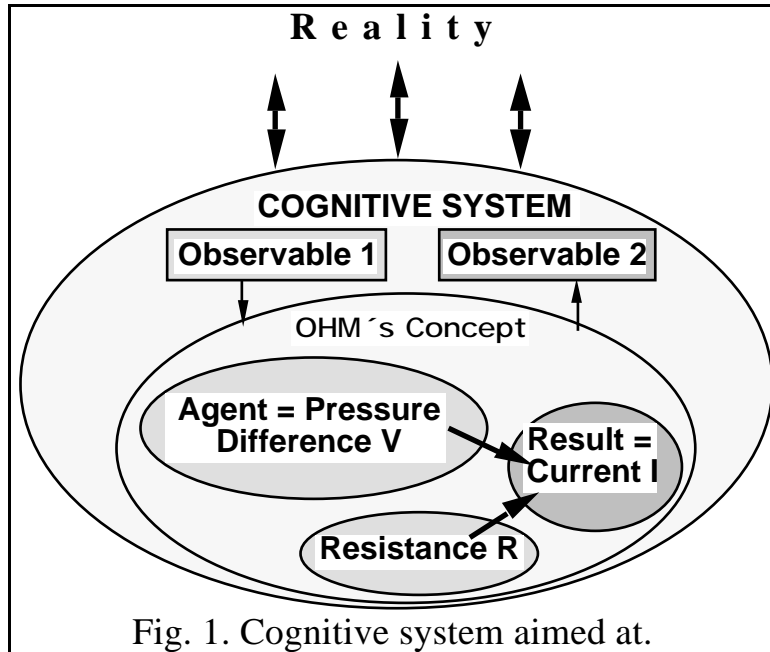 Reality
COGNITIVE SYSTEM
Observable 1
Observable 2
OHM´s Concept
Agent = Pressure
Difference V
Result =
Current I
Resistance R
Fig. 1. Cognitive system aimed at.